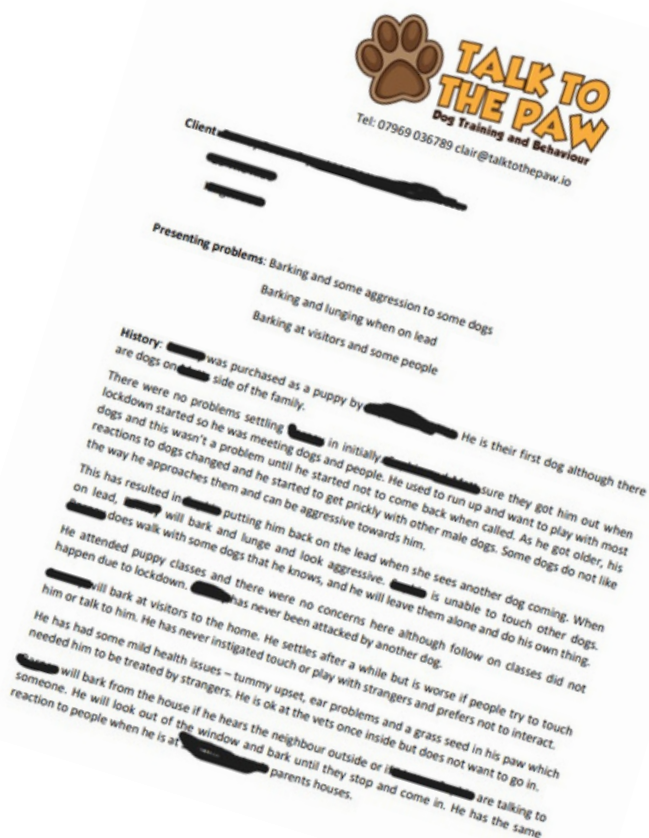 TALK TO
THE PAW
Dog Training and Behaviour
Tel: 07969 036789 clair@talktothepaw.io
Client
Presenting problems: Barking and some aggression to some dogs
Barking and lunging when on lead
Barking at visitors and some people
History: was purchased as a puppy by He is their first dog although there
are dogs on side of the family.
There were no problems settling in initially sure they got him out when
lockdown started so he was meeting dogs and people. He used to run up and want to play with most
dogs and this wasn't a problem until he started not to come back when called. As he got older, his
reactions to dogs changed and he started to get prickly with other male dogs. Some dogs do not like
the way he approaches them and can be aggressive towards him.
This has resulted in putting him back on the lead when she sees another dog coming. When
on lead, will bark and lunge and look aggressive. is unable to touch other dogs.
does walk with some dogs that he knows, and he will leave them alone and do his own thing.
He attended puppy classes and there were no concerns here although follow on classes did not
happen due to lockdown. has never been attacked by another dog.
will bark at visitors to the home. He settles after a while but is worse if people try to touch
him or talk to him. He has never instigated touch or play with strangers and prefers not to interact.
He has had some mild health issues – tummy upset, ear problems and a grass seed in his paw which
needed him to be treated by strangers. He is ok at the vets once inside but does not want to go in.
will bark from the house if he hears the neighbour outside or if are talking to
someone. He will look out of the window and bark until they stop and come in. He has the same
reaction to people when he is at parents houses.